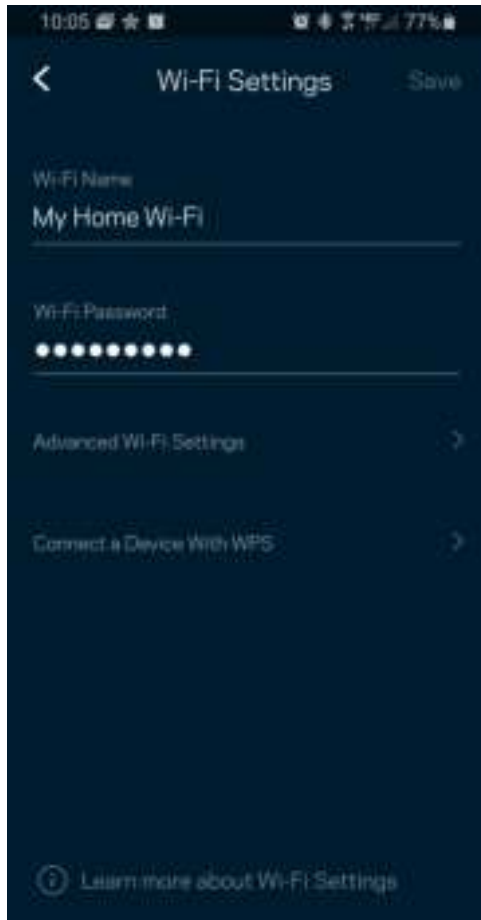 10:05 77%
Wi-Fi Settings Save
Wi-Fi Name
My Home Wi-Fi
Wi-Fi Password
•••••••••
Advanced Wi-Fi Settings
Connect a Device With WPS
Learn more about Wi-Fi Settings